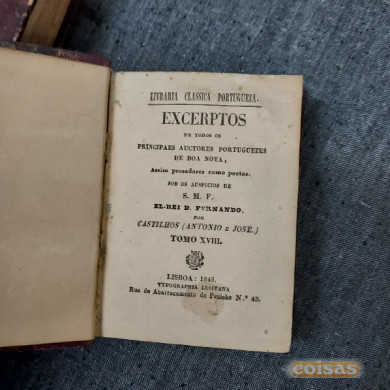 LIVRARIA CLASSICA PORTUGUEZA.
EXCERPTOS
DE TODOS OS
PRINCIPAES AUCTORES PORTUGUEZES
DE BOA NOTA,
Assim prosadores como poetas.
SOB OS AUSPICIOS DE
S. M. F.
EL-REI D. FERNANDO,
POR
CASTILHOS (ANTONIO e JOSÉ.)
TOMO XVIII.
LISBOA: 1845.
TYPOGRAPHIA LUSITANA
Rua do Abarracamento de Peniche N.º 43.
coisas